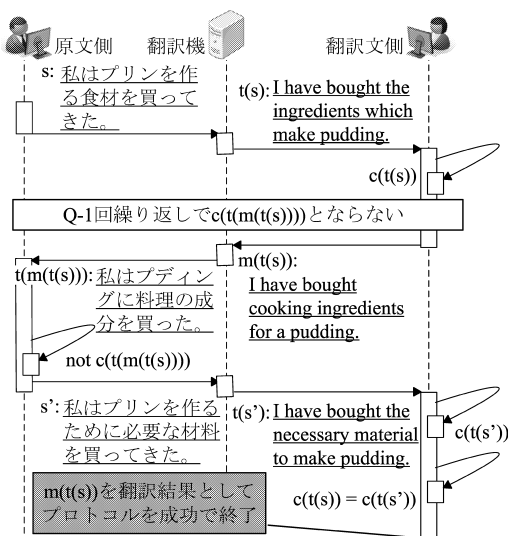 原文側
翻訳機
翻訳文側
s: 私はプリンを作
る食材を買って
きた。
t(s): I have bought the
ingredients which
make pudding.
c(t(s))
Q-1回繰り返しでc(t(m(t(s))))とならない
m(t(s)):
I have bought
cooking ingredients
for a pudding.
t(m(t(s))): 私はプディン
グに料理の成
分を買った。
not c(t(m(t(s))))
s’: 私はプリンを作る
ために必要な材料
を買ってきた。
t(s’): I have bought the
necessary material
to make pudding.
c(t(s’))
m(t(s))を翻訳結果として
プロトコルを成功で終了
c(t(s)) = c(t(s’))